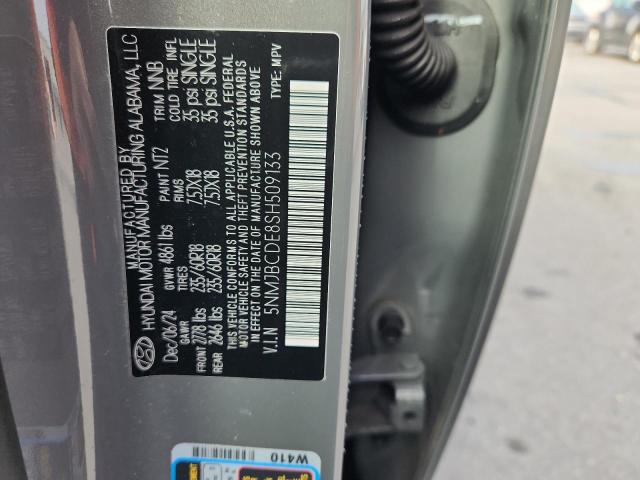 MANUFACTURED BY
HYUNDAI MOTOR MANUFACTURING ALABAMA, LLC
Dec/06/24 GVWR 4861 lbs PAINT NT2 TRIM NNB
GAWR TIRES RIMS COLD TIRE INFL
FRONT 2778 lbs 235/60R18 7.5JX18 35 psi SINGLE
REAR 2646 lbs 235/60R18 7.5JX18 35 psi SINGLE
THIS VEHICLE CONFORMS TO ALL APPLICABLE U.S.A. FEDERAL
MOTOR VEHICLE SAFETY AND THEFT PREVENTION STANDARDS
IN EFFECT ON THE DATE OF MANUFACTURE SHOWN ABOVE
V.I.N 5NMJBCDE8SH509133 TYPE: MPV
W410